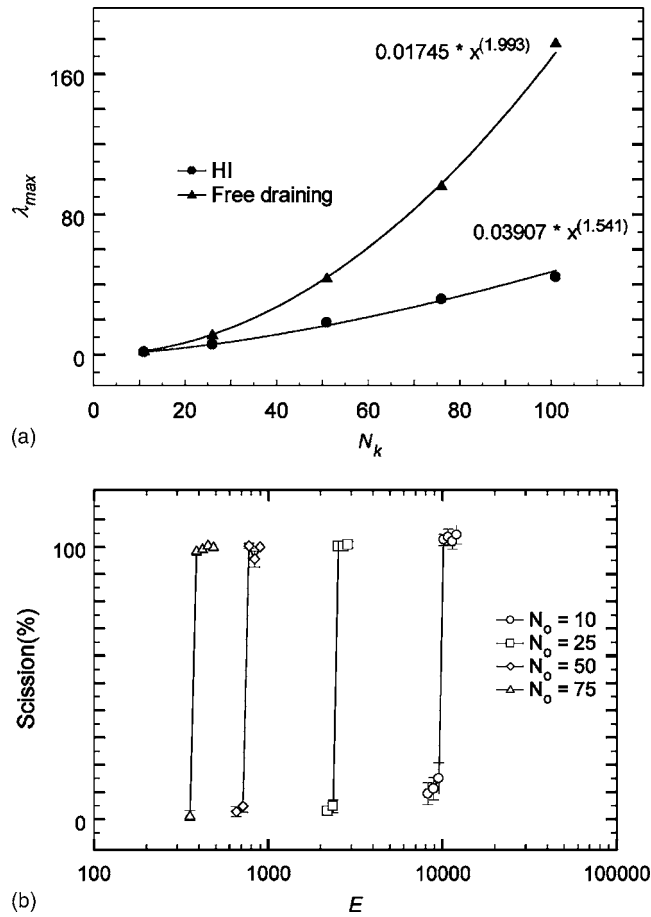 160
80
0
λmax
0.01745 * x(1.993)
HI
Free draining
0.03907 * x(1.541)
0 20 40 60 80 100
Nk
(a)
100
0
Scission(%)
No = 10
No = 25
No = 50
No = 75
100 1000 10000 100000
E
(b)